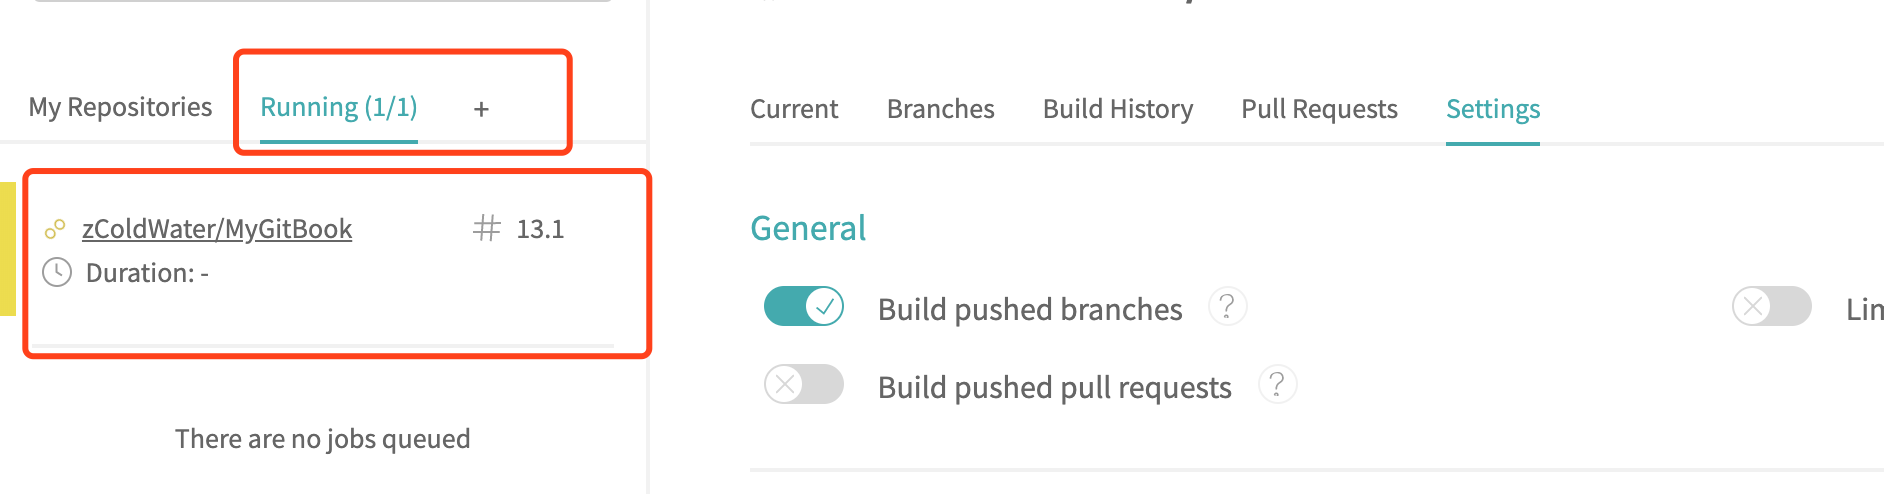 My Repositories Running (1/1) +
zColdWater/MyGitBook # 13.1
Duration: -
There are no jobs queued
Current Branches Build History Pull Requests Settings
General
Build pushed branches ?
Build pushed pull requests ?